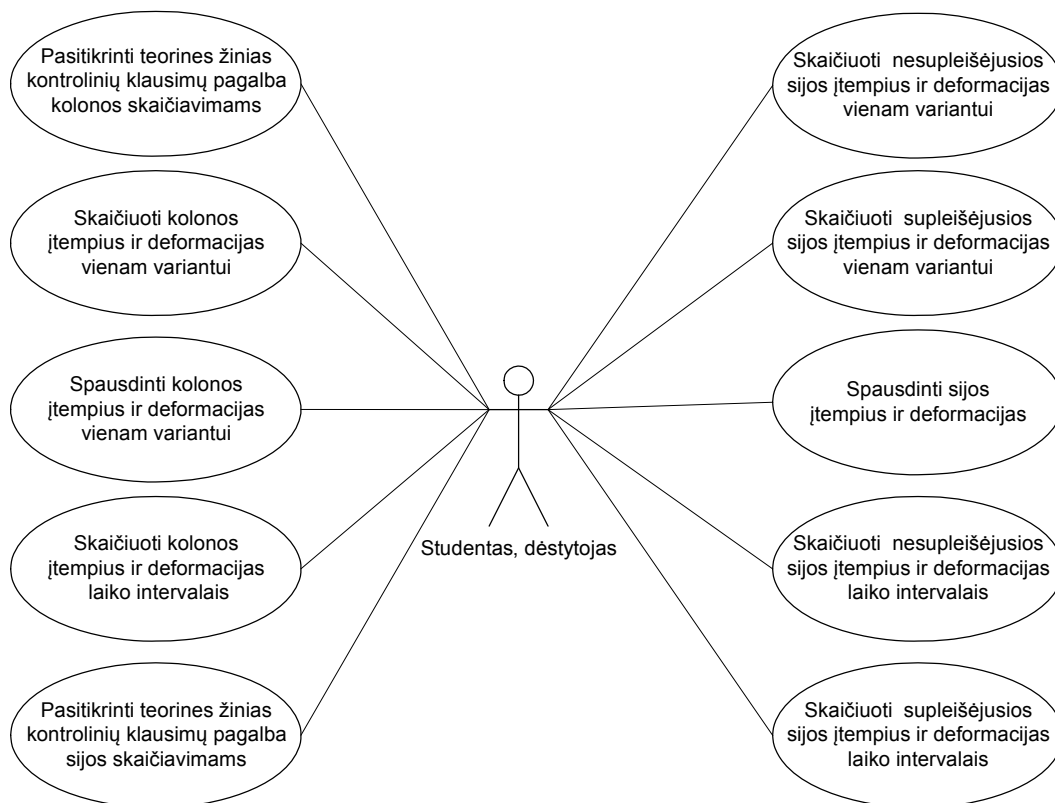 Pasitikrinti teorines žinias
kontrolinių klausimų pagalba
kolonos skaičiavimams
Skaičiuoti kolonos
įtempius ir deformacijas
vienam variantui
Spausdinti kolonos
įtempius ir deformacijas
vienam variantui
Skaičiuoti kolonos
įtempius ir deformacijas
laiko intervalais
Pasitikrinti teorines žinias
kontrolinių klausimų pagalba
sijos skaičiavimams
Studentas, dėstytojas
Skaičiuoti nesupleišėjusios
sijos įtempius ir deformacijas
vienam variantui
Skaičiuoti supleišėjusios
sijos įtempius ir deformacijas
vienam variantui
Spausdinti sijos
įtempius ir deformacijas
Skaičiuoti nesupleišėjusios
sijos įtempius ir deformacijas
laiko intervalais
Skaičiuoti supleišėjusios
sijos įtempius ir deformacijas
laiko intervalais